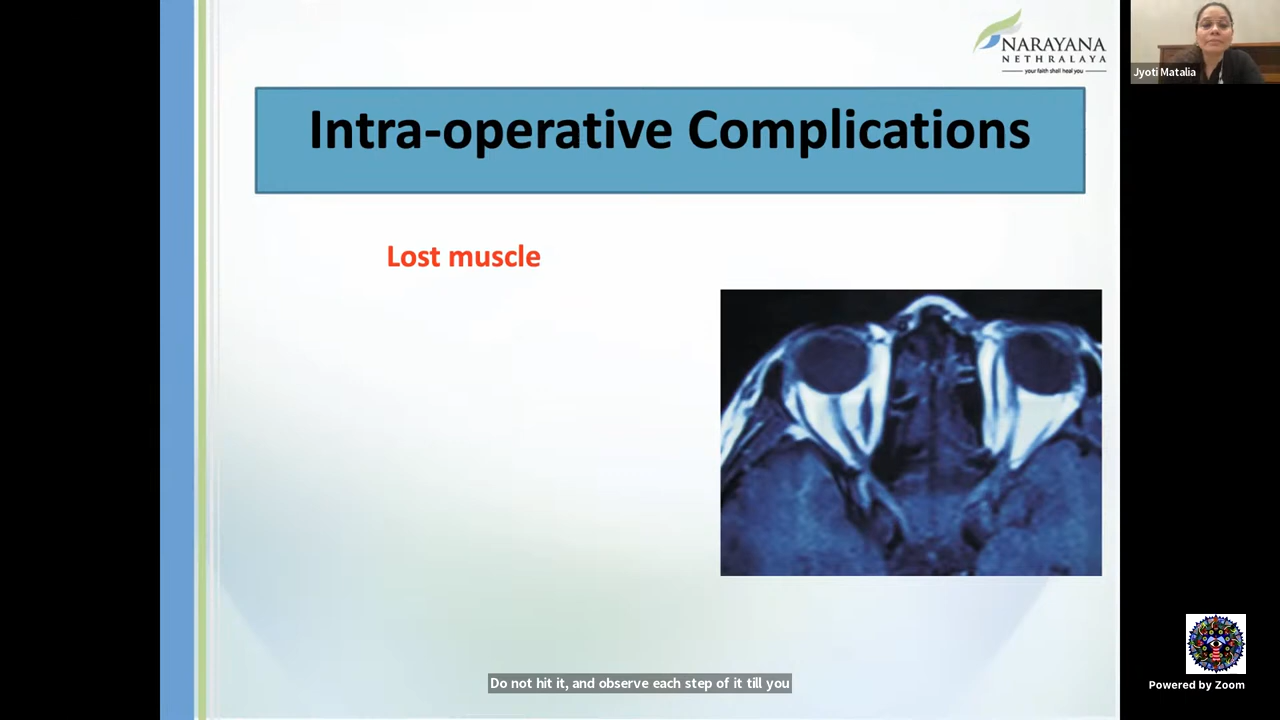 NARAYANA
NETHRALAYA
your faith shall heal you
Jyoti Matalia
Intra-operative Complications
Lost muscle
Do not hit it, and observe each step of it till you
Powered by Zoom